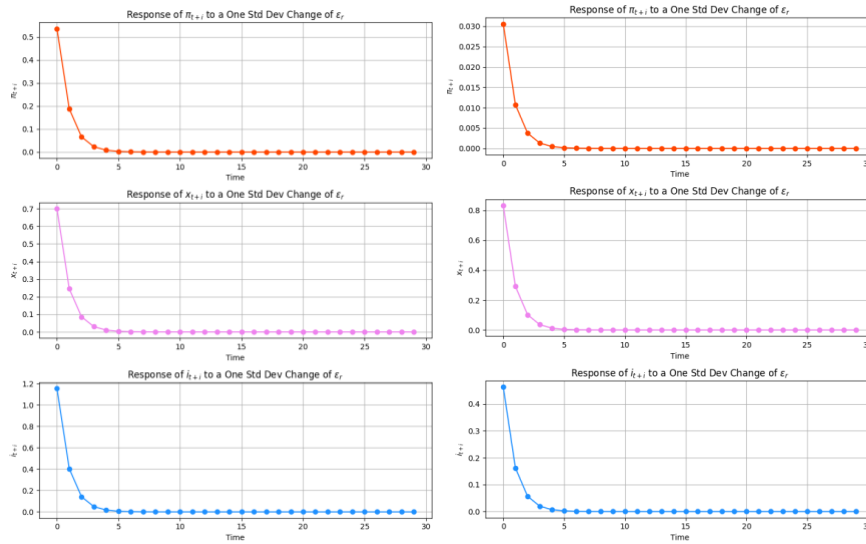 Response of π_{t+i} to a One Std Dev Change of ε_r
π_{t+i}
0.5
0.4
0.3
0.2
0.1
0.0
0 5 10 15 20 25 30
Time
Response of π_{t+i} to a One Std Dev Change of ε_r
π_{t+i}
0.030
0.025
0.020
0.015
0.010
0.005
0.000
0 5 10 15 20 25 30
Time
Response of x_{t+i} to a One Std Dev Change of ε_r
x_{t+i}
0.7
0.6
0.5
0.4
0.3
0.2
0.1
0.0
0 5 10 15 20 25 30
Time
Response of x_{t+i} to a One Std Dev Change of ε_r
x_{t+i}
0.8
0.6
0.4
0.2
0.0
0 5 10 15 20 25 30
Time
Response of i_{t+i} to a One Std Dev Change of ε_r
i_{t+i}
1.2
1.0
0.8
0.6
0.4
0.2
0.0
0 5 10 15 20 25 30
Time
Response of i_{t+i} to a One Std Dev Change of ε_r
i_{t+i}
0.4
0.3
0.2
0.1
0.0
0 5 10 15 20 25 30
Time